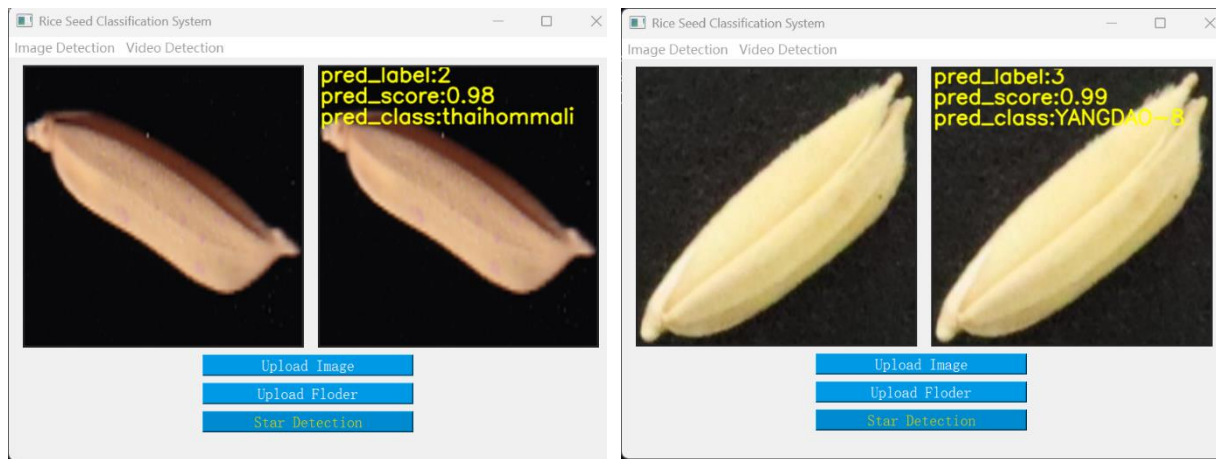 Rice Seed Classification System
Image Detection Video Detection
pred_label:2
pred_score:0.98
pred_class:thaihommali
Upload Image
Upload Floder
Star Detection
Rice Seed Classification System
Image Detection Video Detection
pred_label:3
pred_score:0.99
pred_class:YANGDAO-8
Upload Image
Upload Floder
Star Detection